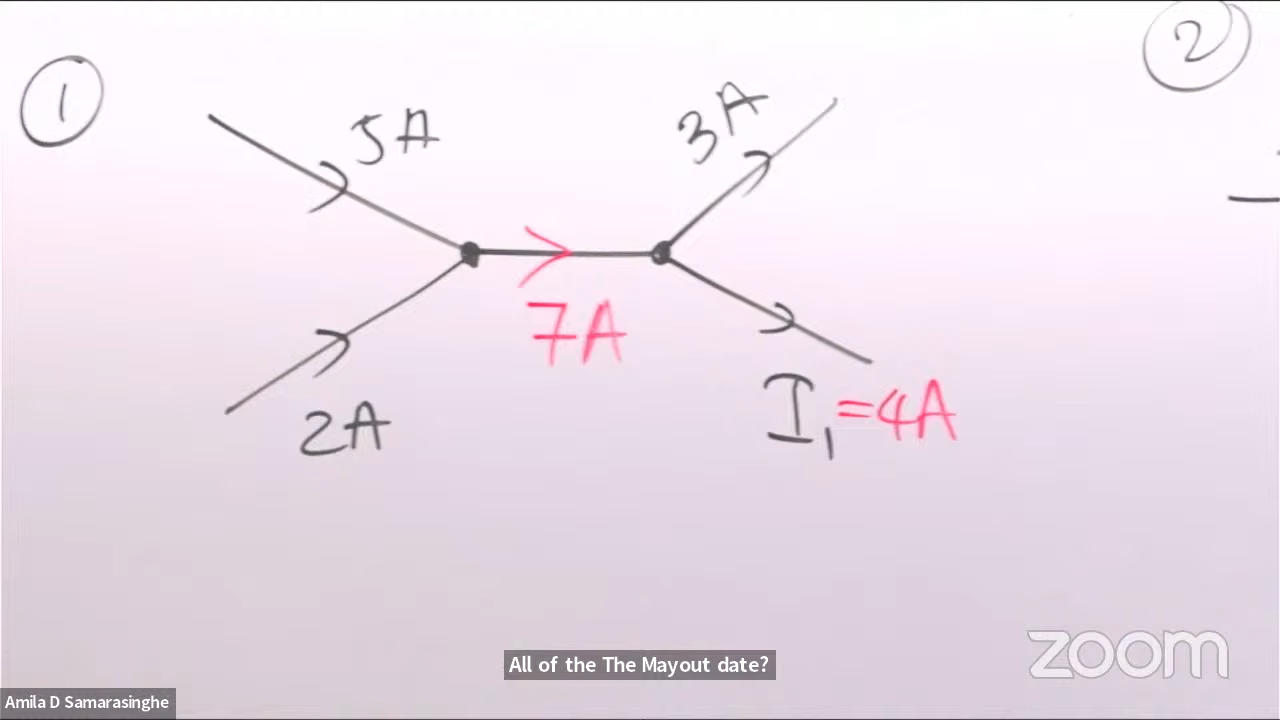 1
2
5A
3A
7A
2A
I₁ =4A
All of the The Mayout date?
zoom
Amila D Samarasinghe